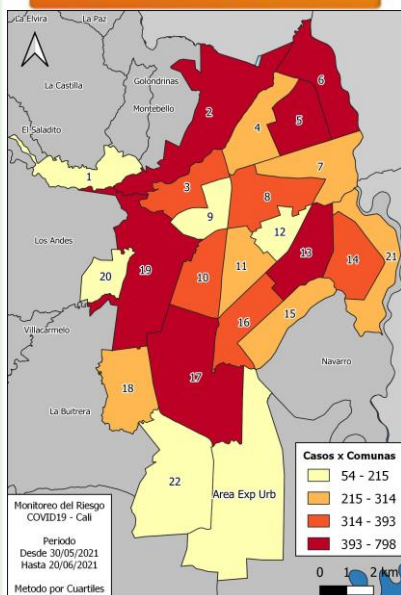 La Elvira
La Paz
La Castilla
Golondrinas
Montebello
El Saladito
6
2
5
4
7
1
3
8
9
12
Los Andes
13
14
21
19
10
11
20
16
15
Villacarmelo
Navarro
17
18
La Buitrera
22
Area Exp Urb
Casos x Comunas
54 - 215
215 - 314
314 - 393
393 - 798
Monitoreo del Riesgo
COVID19 - Cali
Periodo
Desde 30/05/2021
Hasta 20/06/2021
Metodo por Cuartiles
0 1 2 km